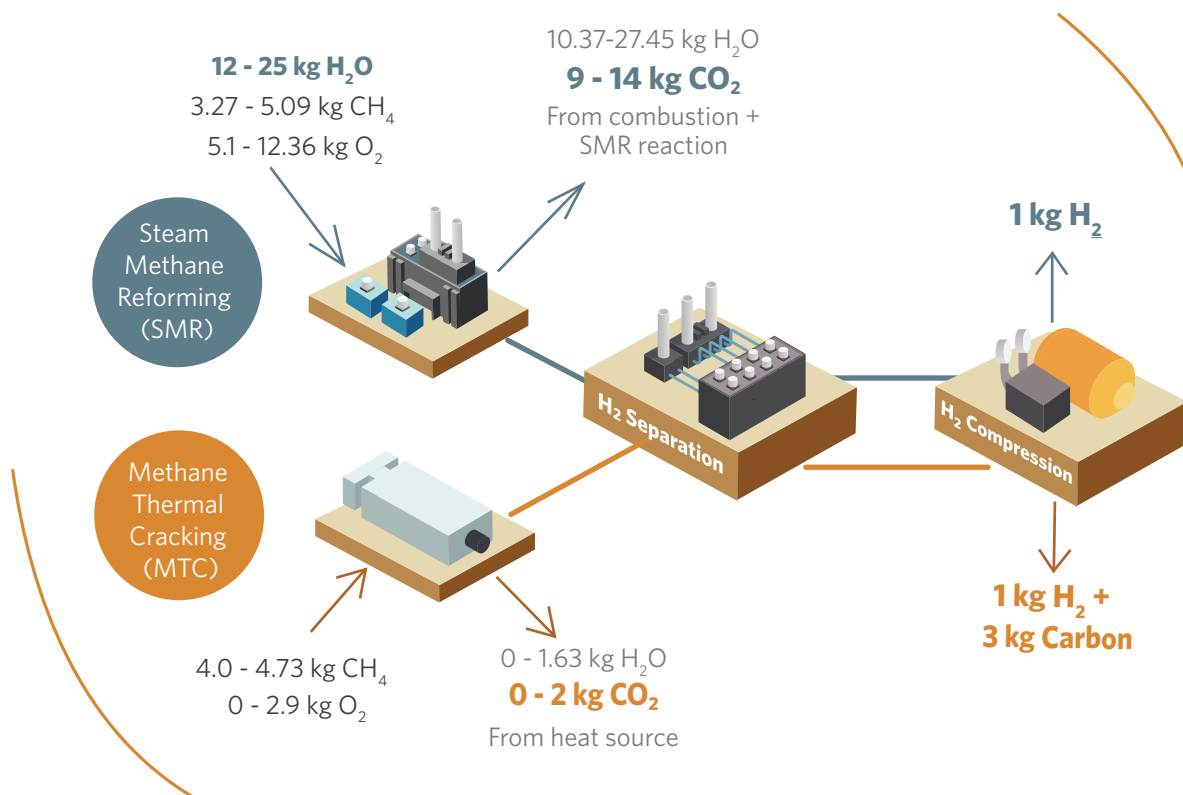 12 - 25 kg H₂O
3.27 - 5.09 kg CH₄
5.1 - 12.36 kg O₂
10.37-27.45 kg H₂O
9 - 14 kg CO₂
From combustion +
SMR reaction
Steam
Methane
Reforming
(SMR)
1 kg H₂
H₂ Separation
H₂ Compression
Methane
Thermal
Cracking
(MTC)
4.0 - 4.73 kg CH₄
0 - 2.9 kg O₂
0 - 1.63 kg H₂O
0 - 2 kg CO₂
From heat source
1 kg H₂ +
3 kg Carbon